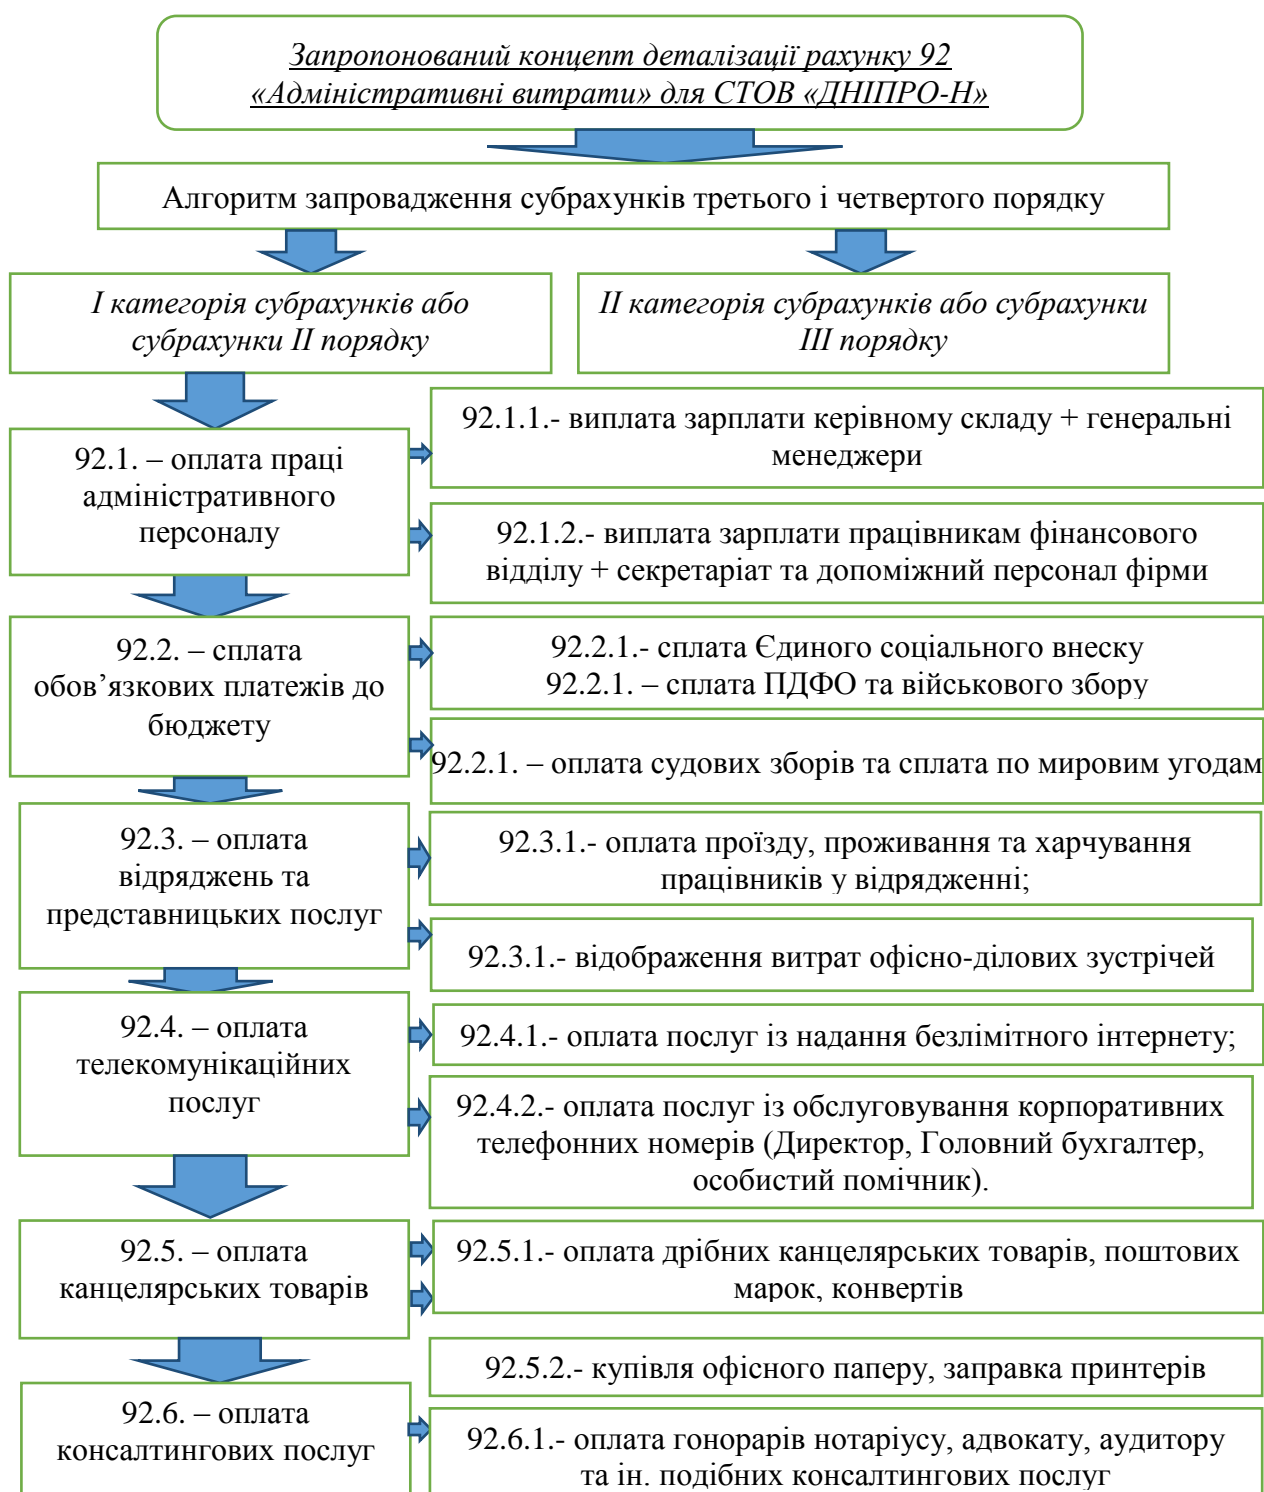 Запропонований концепт деталізації рахунку 92
«Адміністративні витрати» для СТОВ «ДНІПРО-Н»
Алгоритм запровадження субрахунків третього і четвертого порядку
І категорія субрахунків або
субрахунки ІІ порядку
ІІ категорія субрахунків або субрахунки
ІІІ порядку
92.1. – оплата праці
адміністративного
персоналу
92.1.1.- виплата зарплати керівному складу + генеральні
менеджери
92.1.2.- виплата зарплати працівникам фінансового
відділу + секретаріат та допоміжний персонал фірми
92.2. – сплата
обов’язкових платежів до
бюджету
92.2.1.- сплата Єдиного соціального внеску
92.2.1. – сплата ПДФО та військового збору
92.2.1. – оплата судових зборів та сплата по мировим угодам
92.3. – оплата
відряджень та
представницьких послуг
92.3.1.- оплата проїзду, проживання та харчування
працівників у відрядженні;
92.3.1.- відображення витрат офісно-ділових зустрічей
92.4. – оплата
телекомунікаційних
послуг
92.4.1.- оплата послуг із надання безлімітного інтернету;
92.4.2.- оплата послуг із обслуговування корпоративних
телефонних номерів (Директор, Головний бухгалтер,
особистий помічник).
92.5. – оплата
канцелярських товарів
92.5.1.- оплата дрібних канцелярських товарів, поштових
марок, конвертів
92.5.2.- купівля офісного паперу, заправка принтерів
92.6. – оплата
консалтингових послуг
92.6.1.- оплата гонорарів нотаріусу, адвокату, аудитору
та ін. подібних консалтингових послуг